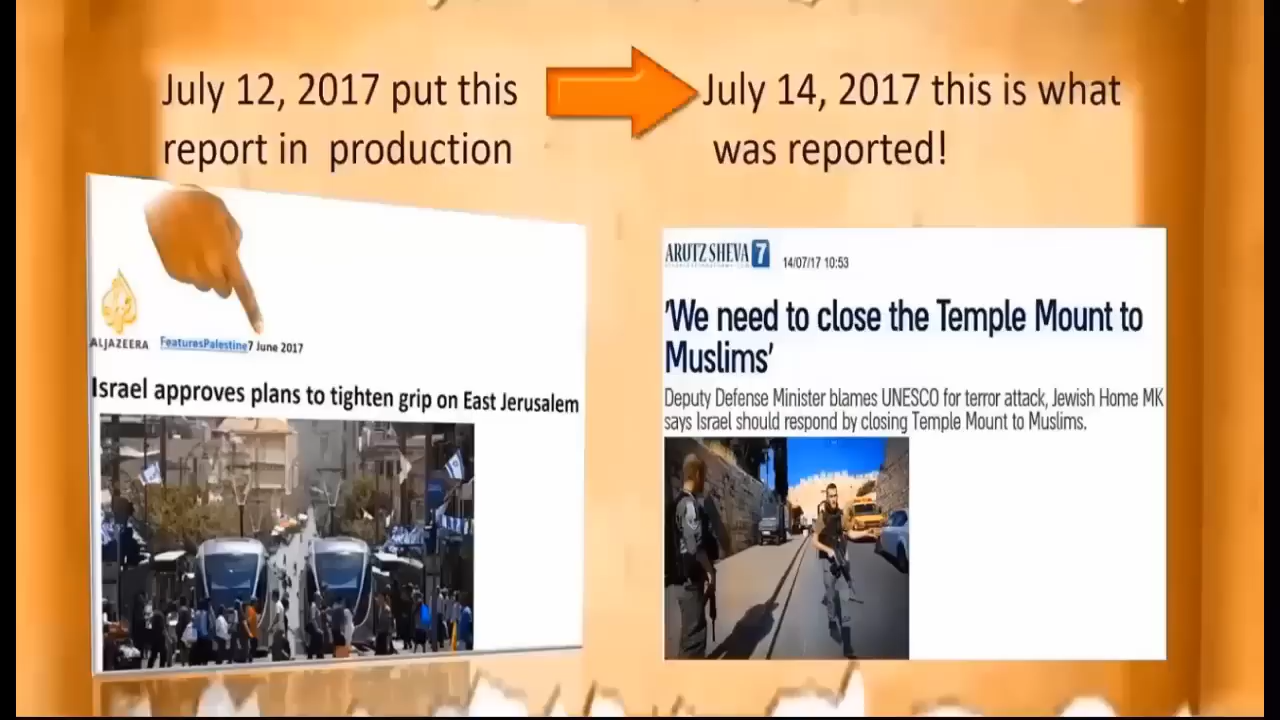 July 12, 2017 put this
report in production
July 14, 2017 this is what
was reported!
ALJAZEERA FeaturesPalestine7 June 2017
Israel approves plans to tighten grip on East Jerusalem
ARUTZ SHEVA 7 14/07/17 10:53
'We need to close the Temple Mount to
Muslims'
Deputy Defense Minister blames UNESCO for terror attack, Jewish Home MK
says Israel should respond by closing Temple Mount to Muslims.